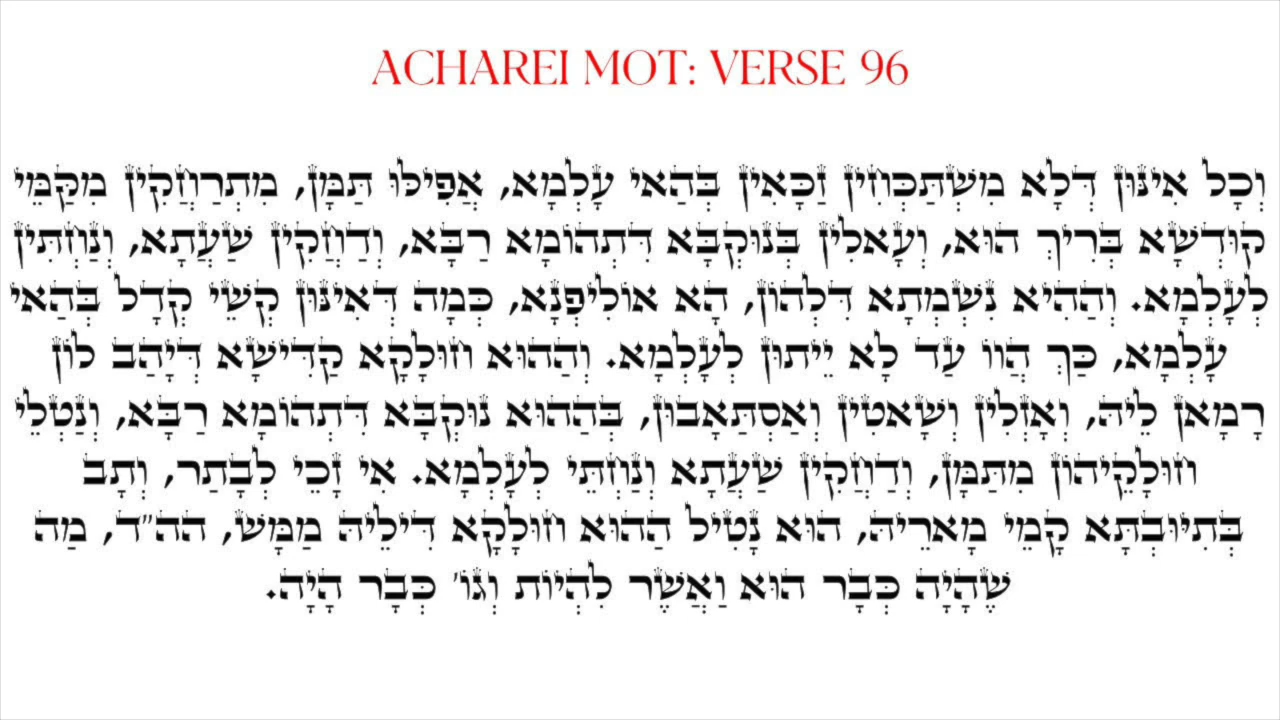 ACHAREI MOT: VERSE 96
וְכָל אִינּוּן דְּלָא מִשְׁתַּכְּחִין זַכָּאִין בְּהַאי עָלְמָא, אֲפִילּוּ תַּמָּן, מִתְרַחֲקִין מִקַּמֵּי
קוּדְשָׁא בְּרִיךְ הוּא, וְעָאלִין בְּנוּקְבָּא דִּתְהוֹמָא רַבָּא, וְדַחֲקִין שַׁעֲתָא, וְנַחְתִּין
לְעָלְמָא. וְהַהִיא נִשְׁמְתָא דִּלְהוֹן, הָא אוֹלִיפְנָא, כְּמָה דְּאִינּוּן קְשֵׁי קְדָל בְּהַאי
עָלְמָא, כַּךְ הֲווֹ עַד לָא יֵיתוּן לְעָלְמָא. וְהַהוּא חוּלָקָא קַדִּישָׁא דְּיָהַב לוֹן
רָמָאן לֵיהּ, וְאָזְלִין וְשָׁאטִין וְאַסְתַּאֲבוּן, בְּהַהוּא נוּקְבָּא דִּתְהוֹמָא רַבָּא, וְנַטְלֵי
חוּלָקֵיהוֹן מִתַּמָּן, וְדַחֲקִין שַׁעֲתָא וְנַחְתֵּי לְעָלְמָא. אִי זָכֵי לְבָתַר, וְתָב
בְּתִיּוּבְתָּא קָמֵי מָארֵיהּ, הוּא נָטִיל הַהוּא חוּלָקָא דִּילֵיהּ מַמָּשׁ, הה״ד, מַה
שֶׁהָיָה כְּבָר הוּא וַאֲשֶׁר לִהְיוֹת וְגוֹ׳ כְּבָר הָיָה.